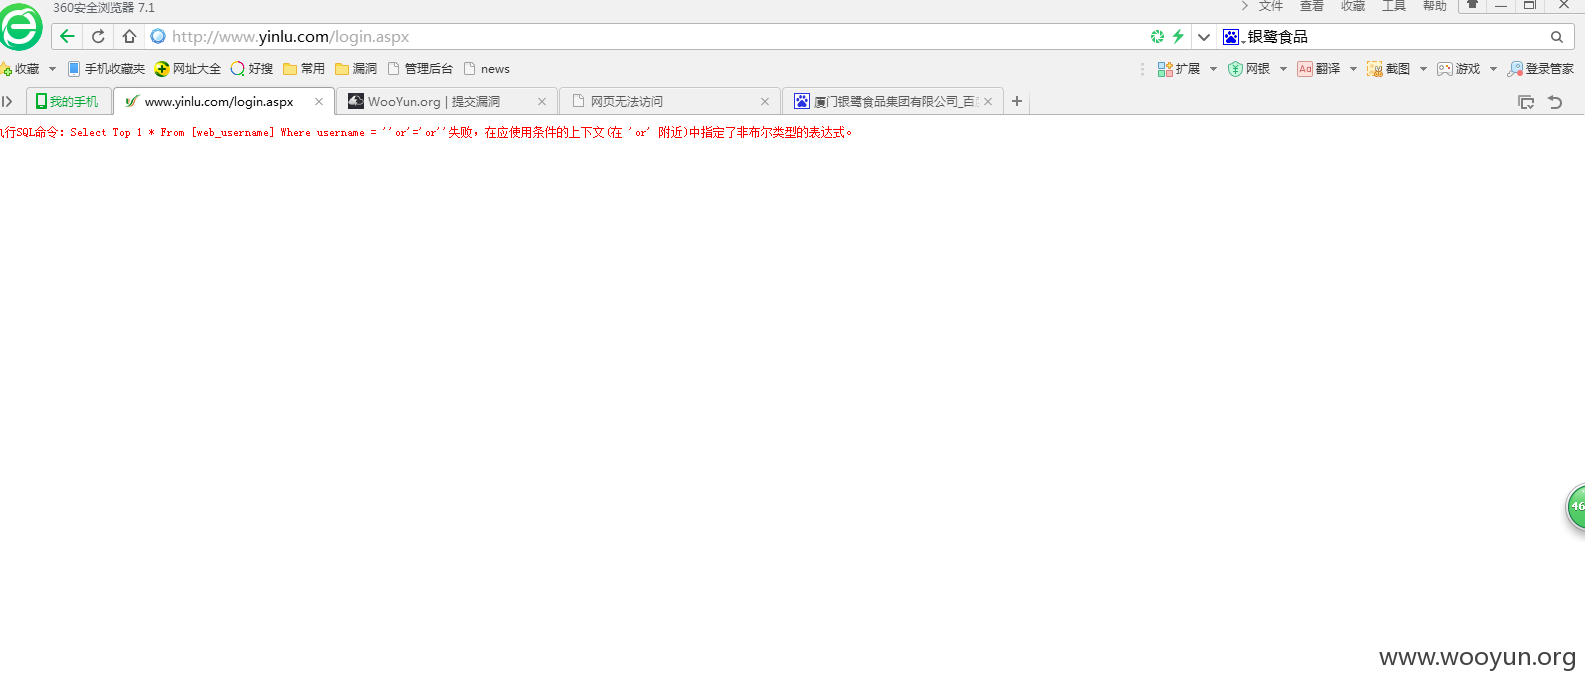 360安全浏览器 7.1
文件 查看 收藏 工具 帮助
http://www.yinlu.com/login.aspx
银鹭食品
收藏 手机收藏夹 网址大全 好搜 常用 漏洞 管理后台 news
扩展 网银 Aa 翻译 截图 游戏 登录管家
我的手机 www.yinlu.com/login.aspx WooYun.org | 提交漏洞 网页无法访问 厦门银鹭食品集团有限公司_百
行SQL命令: Select Top 1 * From [web_username] Where username = ''or'='or''失败，在应使用条件的上下文(在 'or' 附近)中指定了非布尔类型的表达式。
46
www.wooyun.org